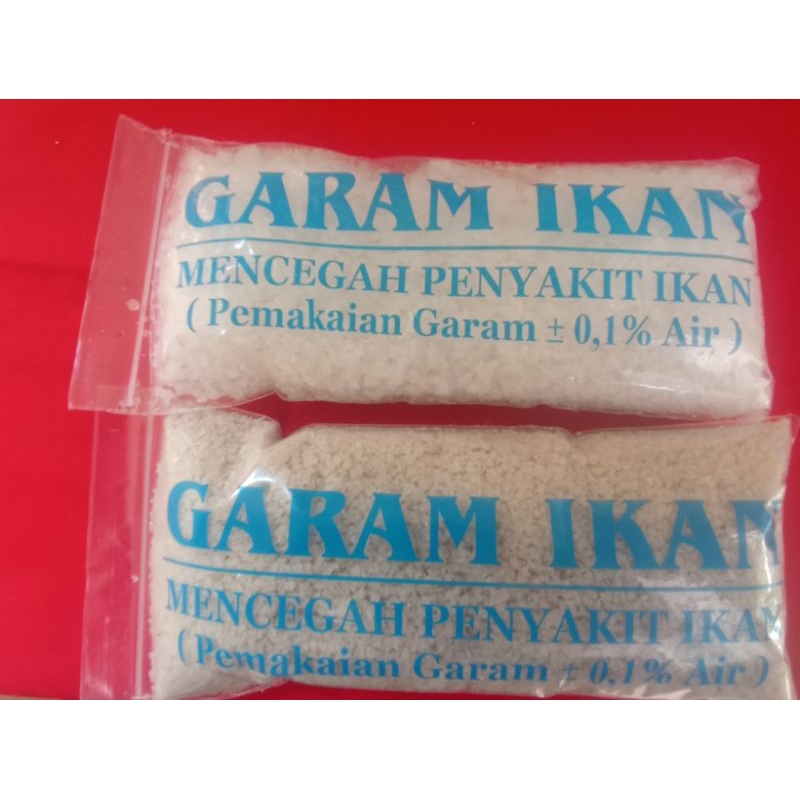 GARAM IKAN
MENCEGAH PENYAKIT IKAN
( Pemakaian Garam ± 0,1% Air )
GARAM IKAN
MENCEGAH PENYAKIT IKAN
( Pemakaian Garam ± 0,1% Air )